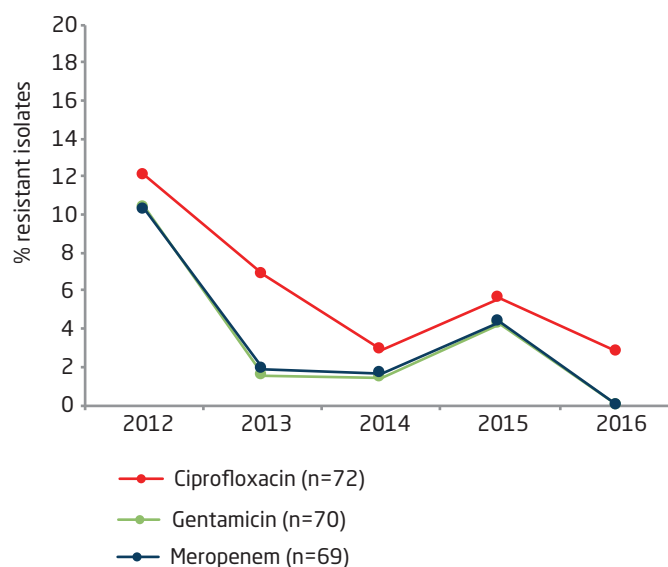 % resistant isolates
20
18
16
14
12
10
8
6
4
2
0
2012 2013 2014 2015 2016
Ciprofloxacin (n=72)
Gentamicin (n=70)
Meropenem (n=69)